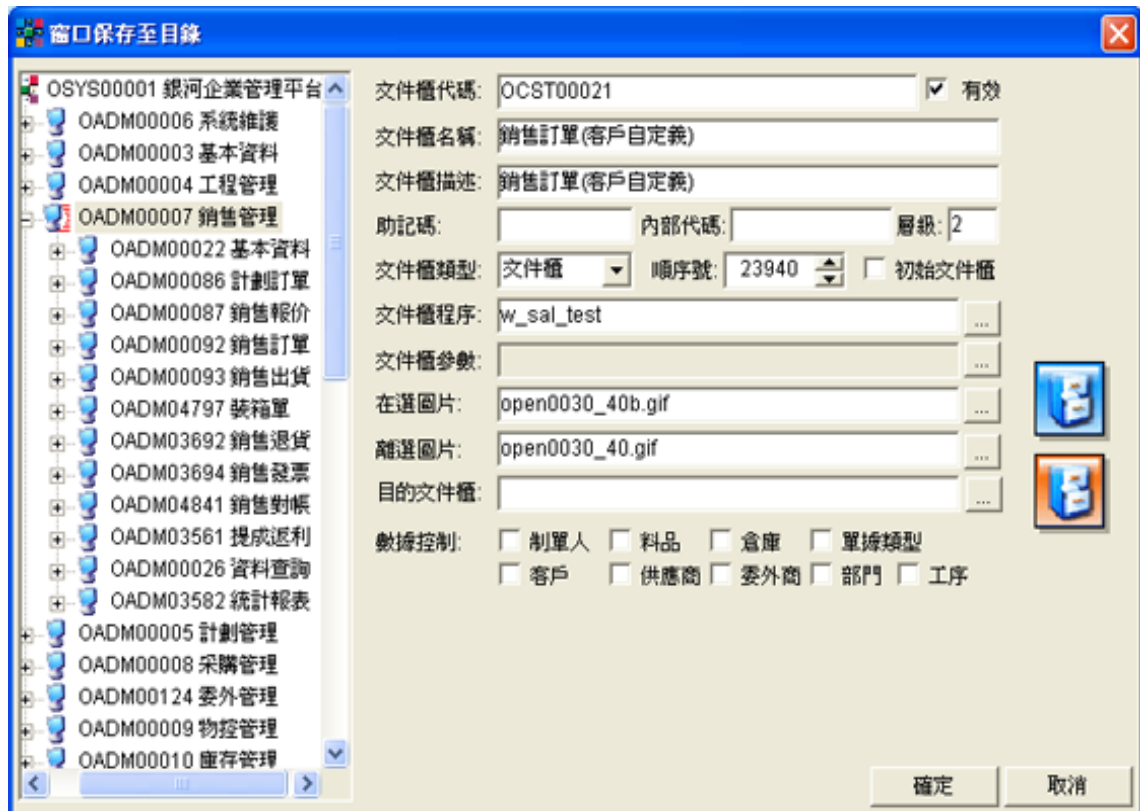 窗口保存至目錄
OSYS00001 銀河企業管理平台
OADM00006 系統維護
OADM00003 基本資料
OADM00004 工程管理
OADM00007 銷售管理
OADM00022 基本資料
OADM00086 計劃訂單
OADM00087 銷售報价
OADM00092 銷售訂單
OADM00093 銷售出貨
OADM04797 裝箱單
OADM03692 銷售退貨
OADM03694 銷售發票
OADM04841 銷售對帳
OADM03561 提成返利
OADM00026 資料查詢
OADM03582 統計報表
OADM00005 計劃管理
OADM00008 采購管理
OADM00124 委外管理
OADM00009 物控管理
OADM00010 庫存管理
文件櫃代碼: OCST00021 有效
文件櫃名稱: 銷售訂單(客戶自定義)
文件櫃描述: 銷售訂單(客戶自定義)
助記碼: 內部代碼: 層級: 2
文件櫃類型: 文件櫃 順序號: 23940 初始文件櫃
文件櫃程序: w_sal_test ...
文件櫃參數: ...
在選圖片: open0030_40b.gif ...
離選圖片: open0030_40.gif ...
目的文件櫃: ...
數據控制: 制單人 料品 倉庫 單據類型
客戶 供應商 委外商 部門 工序
確定 取消